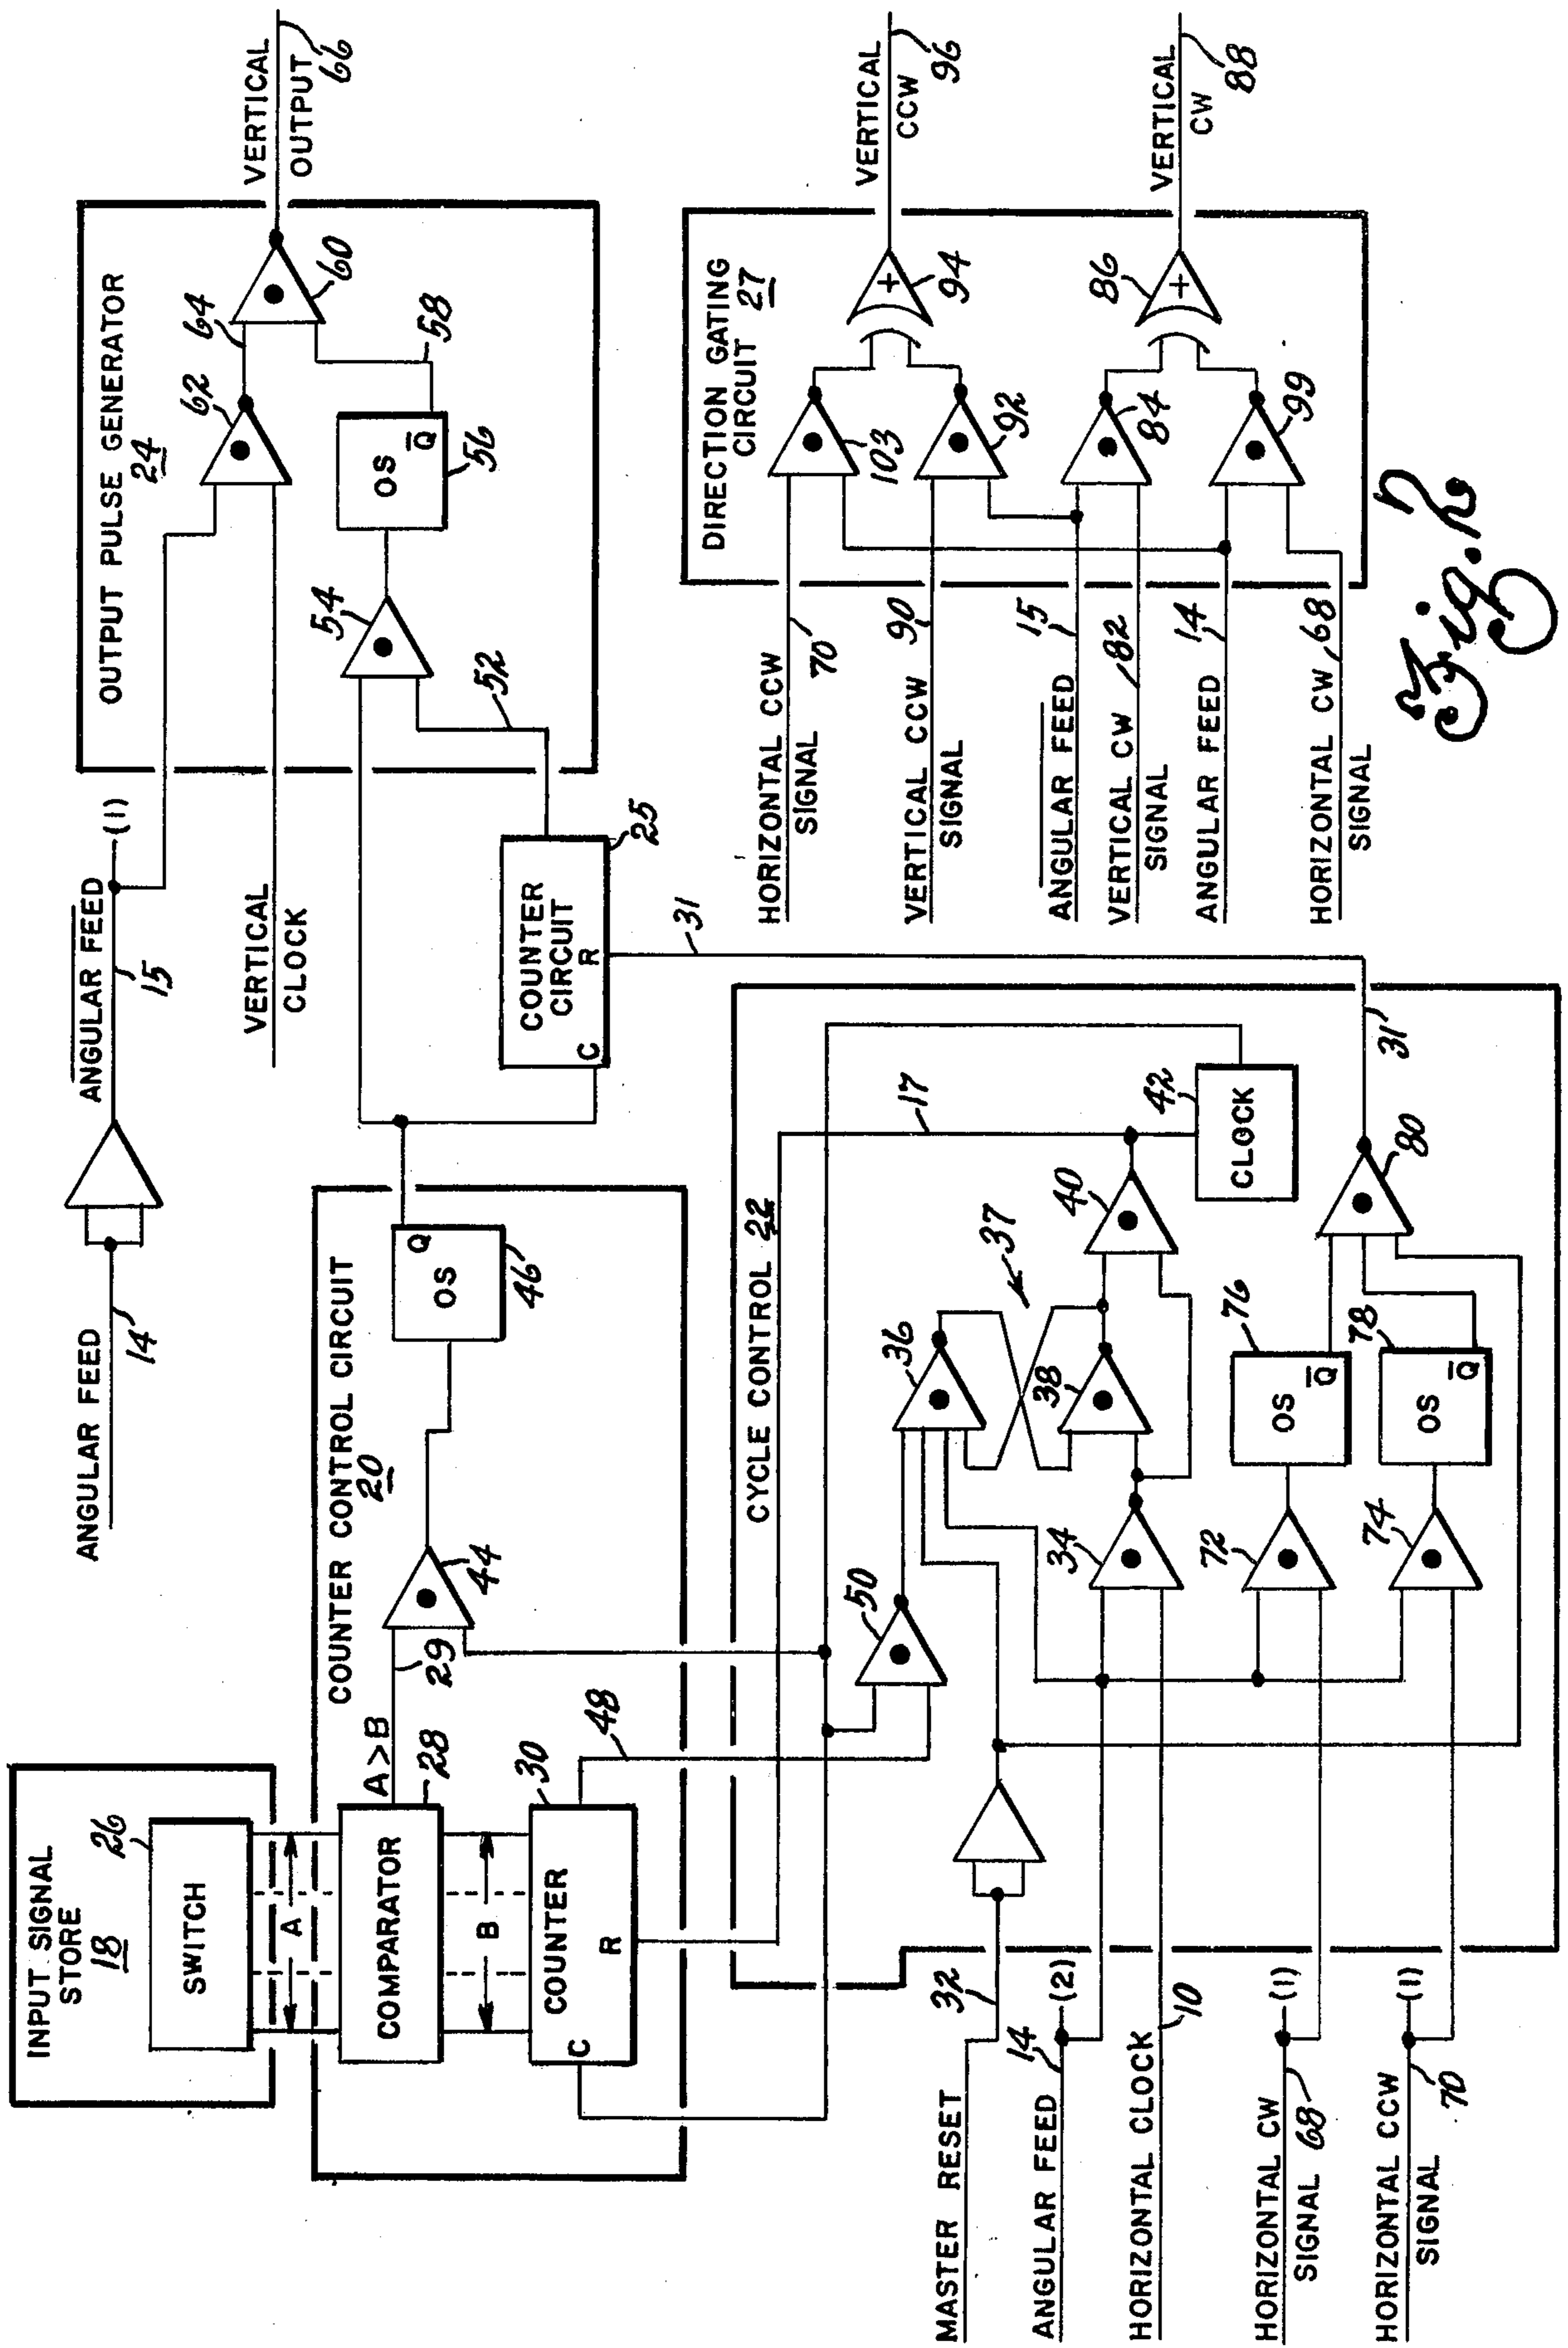 INPUT SIGNAL
STORE
18
SWITCH
26
A
COUNTER CONTROL CIRCUIT
20
COMPARATOR
28
A>B
29
B
COUNTER
C
R
30
48
44
OS
Q
46
ANGULAR FEED
14
ANGULAR FEED
15
(1)
VERTICAL
CLOCK
OUTPUT PULSE GENERATOR
24
62
64
60
54
52
OS
Q
56
58
VERTICAL
OUTPUT
66
COUNTER
CIRCUIT
C
R
25
31
CYCLE CONTROL 22
17
50
36
37
38
40
34
CLOCK
42
72
OS
Q
76
74
OS
Q
78
80
31
MASTER RESET
32
ANGULAR FEED
14
(2)
HORIZONTAL CLOCK
10
HORIZONTAL CW
SIGNAL 68
(1)
HORIZONTAL CCW
SIGNAL
70
(1)
DIRECTION GATING
CIRCUIT 27
HORIZONTAL CCW
SIGNAL
70
VERTICAL CCW
SIGNAL
90
ANGULAR FEED
15
VERTICAL CW
SIGNAL
82
ANGULAR FEED
14
HORIZONTAL CW
SIGNAL
68
103
92
84
99
+
94
+
86
VERTICAL
CCW
96
VERTICAL
CW
88
Fig. 2